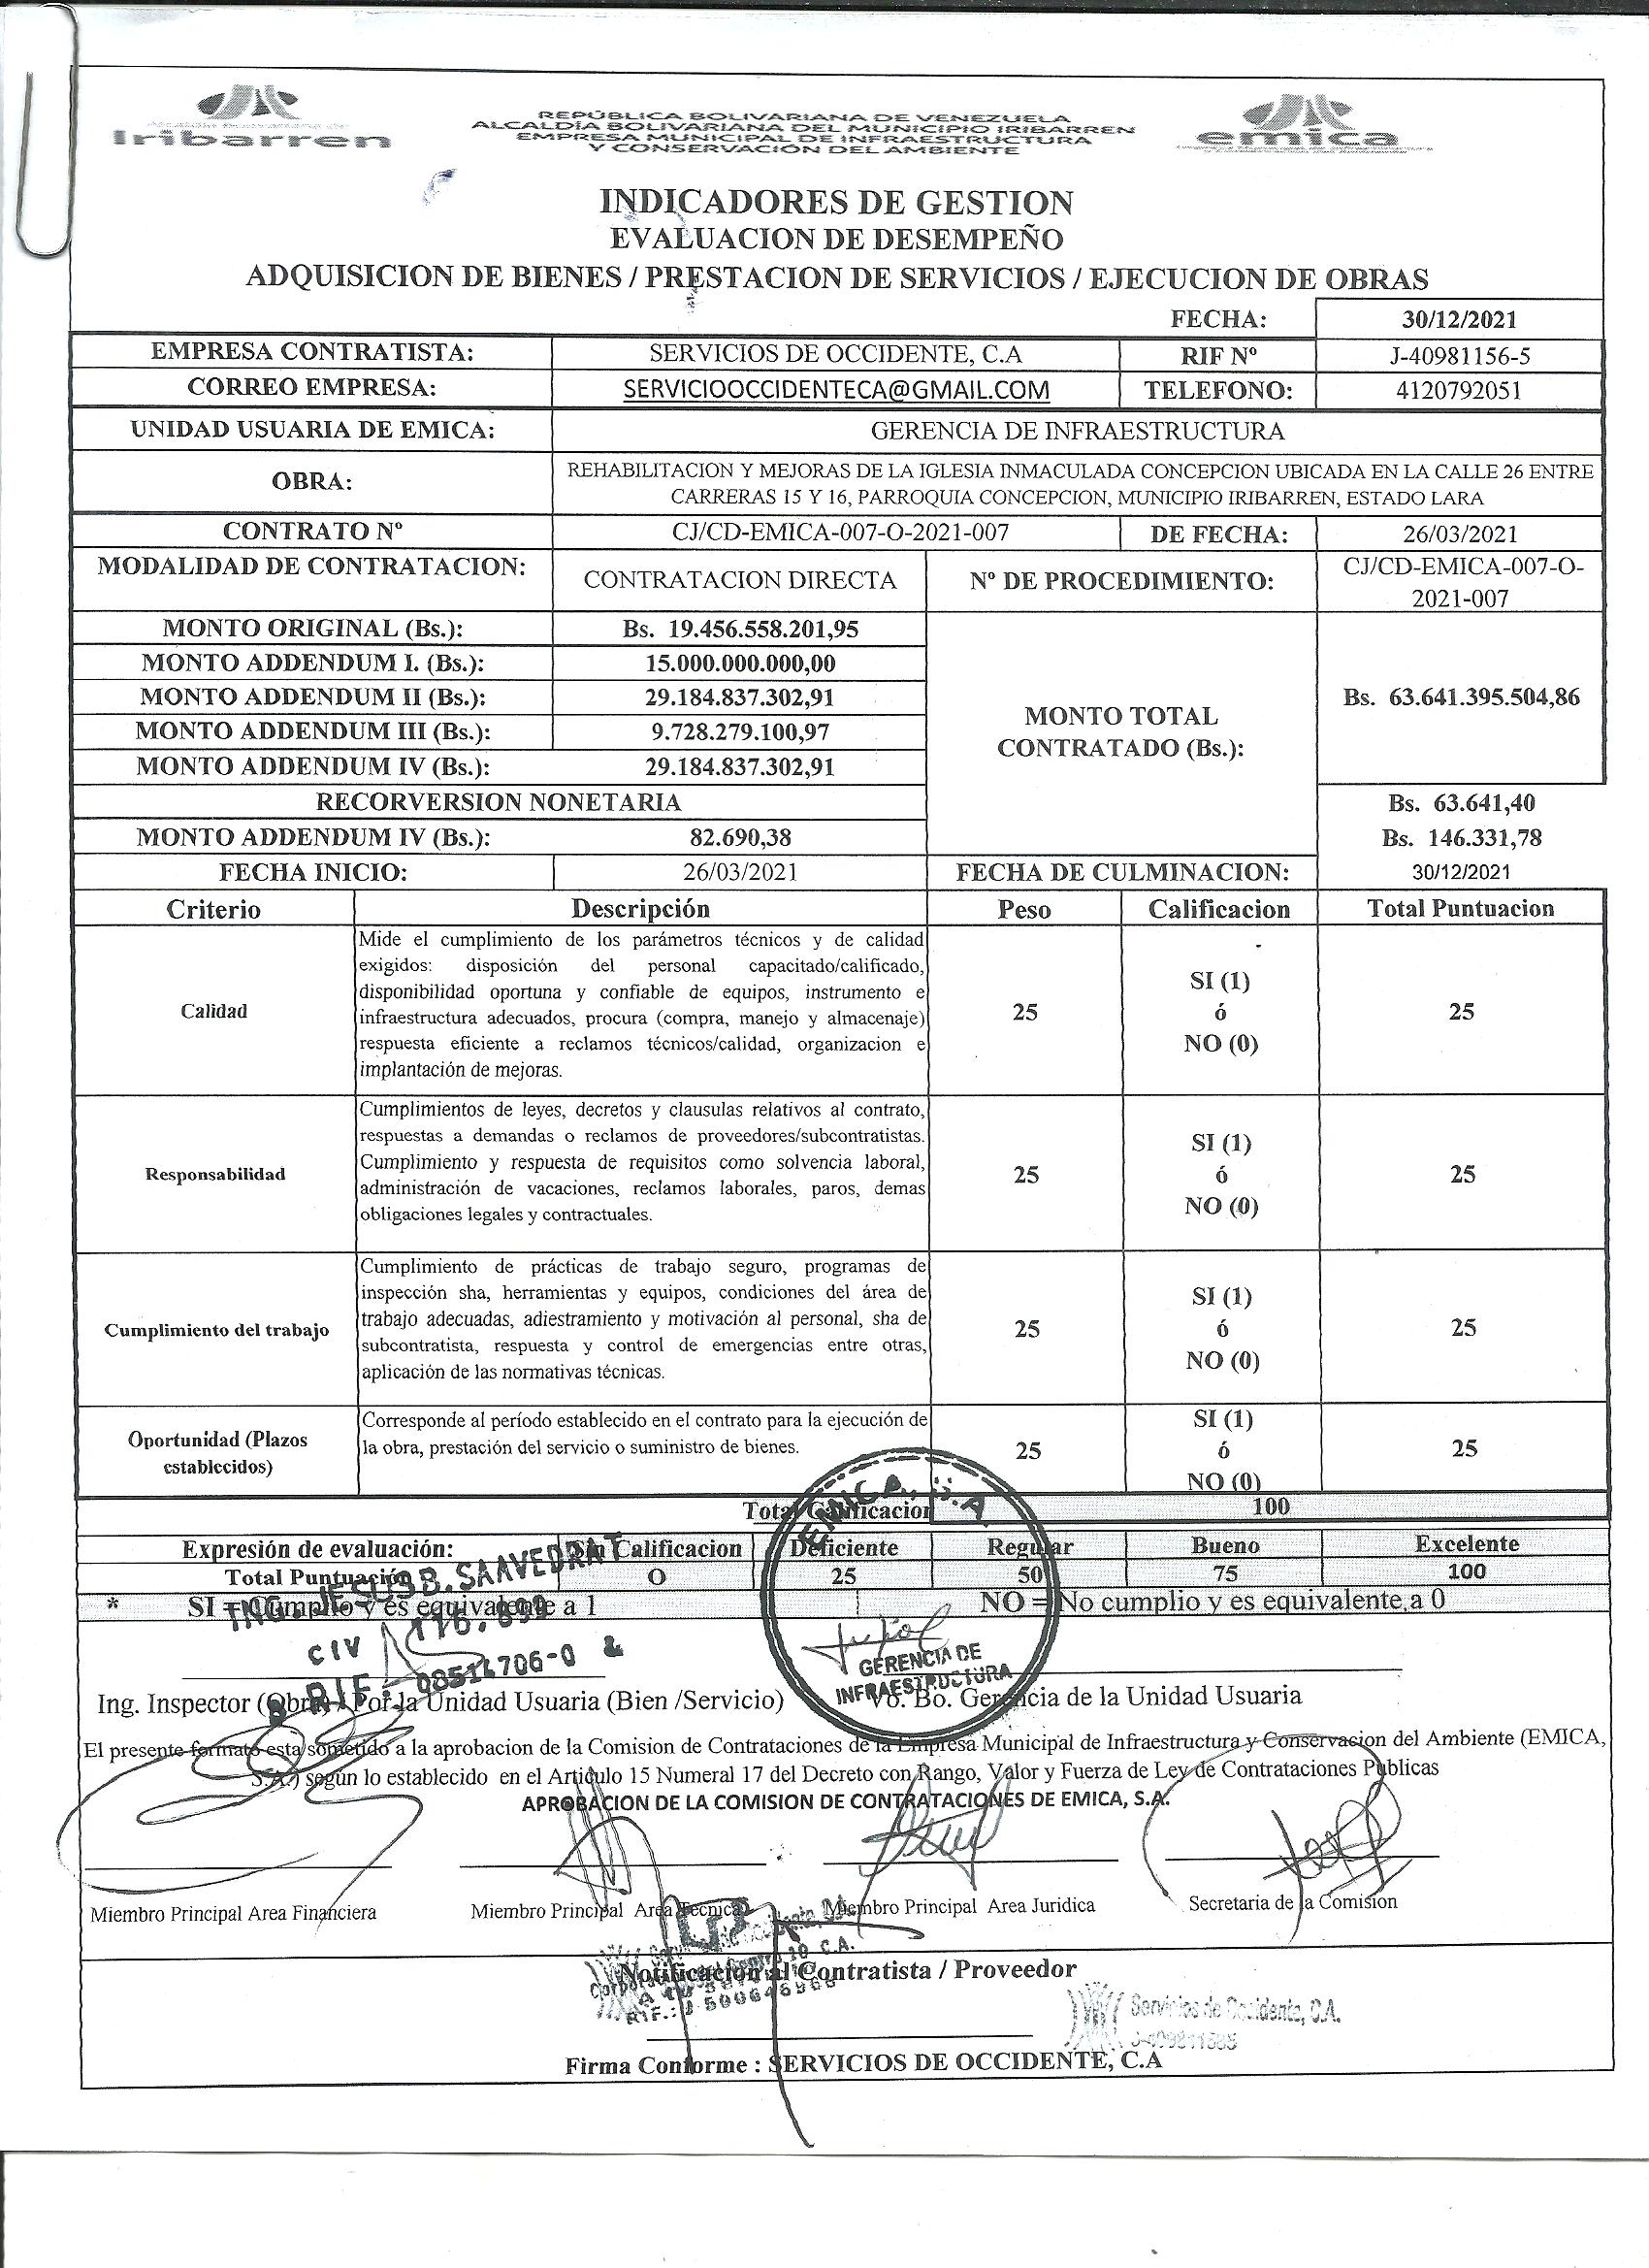 Iribarren
REPÚBLICA BOLIVARIANA DE VENEZUELA
ALCALDÍA BOLIVARIANA DEL MUNICIPIO IRIBARREN
EMPRESA MUNICIPAL DE INFRAESTRUCTURA
Y CONSERVACIÓN DEL AMBIENTE
emica
INDICADORES DE GESTION
EVALUACION DE DESEMPEÑO
ADQUISICION DE BIENES / PRESTACION DE SERVICIOS / EJECUCION DE OBRAS
FECHA: 30/12/2021
EMPRESA CONTRATISTA: SERVICIOS DE OCCIDENTE, C.A RIF Nº J-40981156-5
CORREO EMPRESA: SERVICIOOCCIDENTECA@GMAIL.COM TELEFONO: 4120792051
UNIDAD USUARIA DE EMICA: GERENCIA DE INFRAESTRUCTURA
OBRA: REHABILITACION Y MEJORAS DE LA IGLESIA INMACULADA CONCEPCION UBICADA EN LA CALLE 26 ENTRE
CARRERAS 15 Y 16, PARROQUIA CONCEPCION, MUNICIPIO IRIBARREN, ESTADO LARA
CONTRATO Nº CJ/CD-EMICA-007-O-2021-007 DE FECHA: 26/03/2021
MODALIDAD DE CONTRATACION: CONTRATACION DIRECTA Nº DE PROCEDIMIENTO: CJ/CD-EMICA-007-O-
2021-007
MONTO ORIGINAL (Bs.): Bs. 19.456.558.201,95
MONTO ADDENDUM I. (Bs.): 15.000.000.000,00
MONTO ADDENDUM II (Bs.): 29.184.837.302,91
MONTO TOTAL
CONTRATADO (Bs.):
Bs. 63.641.395.504,86
MONTO ADDENDUM III (Bs.): 9.728.279.100,97
MONTO ADDENDUM IV (Bs.): 29.184.837.302,91
RECORVERSION NONETARIA Bs. 63.641,40
MONTO ADDENDUM IV (Bs.): 82.690,38 Bs. 146.331,78
FECHA INICIO: 26/03/2021 FECHA DE CULMINACION: 30/12/2021
Criterio Descripción Peso Calificacion Total Puntuacion
Calidad
Mide el cumplimiento de los parámetros técnicos y de calidad
exigidos: disposición del personal capacitado/calificado,
disponibilidad oportuna y confiable de equipos, instrumento e
infraestructura adecuados, procura (compra, manejo y almacenaje)
respuesta eficiente a reclamos técnicos/calidad, organizacion e
implantación de mejoras.
25
SI (1)
ó
NO (0)
25
Responsabilidad
Cumplimientos de leyes, decretos y clausulas relativos al contrato,
respuestas a demandas o reclamos de proveedores/subcontratistas.
Cumplimiento y respuesta de requisitos como solvencia laboral,
administración de vacaciones, reclamos laborales, paros, demas
obligaciones legales y contractuales.
25
SI (1)
ó
NO (0)
25
Cumplimiento del trabajo
Cumplimiento de prácticas de trabajo seguro, programas de
inspección sha, herramientas y equipos, condiciones del área de
trabajo adecuadas, adiestramiento y motivación al personal, sha de
subcontratista, respuesta y control de emergencias entre otras,
aplicación de las normativas técnicas.
25
SI (1)
ó
NO (0)
25
Oportunidad (Plazos
establecidos)
Corresponde al período establecido en el contrato para la ejecución de
la obra, prestación del servicio o suministro de bienes.
25
SI (1)
ó
NO (0)
25
Total Calificacion 100
Expresión de evaluación: Sin Calificacion Deficiente Regular Bueno Excelente
Total Puntuación O 25 50 75 100
* SI = Cumplio y es equivalente a 1 NO = No cumplio y es equivalente a 0
EMICA, S.A.
GERENCIA DE
INFRAESTRUCTURA
ING. JESUS B. SAAVEDRA T
CIV 116.899
RIF.
Ing. Inspector (Obra) / Por la Unidad Usuaria (Bien /Servicio) Vo. Bo. Gerencia de la Unidad Usuaria
El presente formato esta sometido a la aprobacion de la Comision de Contrataciones de la Empresa Municipal de Infraestructura y Conservacion del Ambiente (EMICA,
S.A.) según lo establecido en el Articulo 15 Numeral 17 del Decreto con Rango, Valor y Fuerza de Ley de Contrataciones Publicas
APROBACION DE LA COMISION DE CONTRATACIONES DE EMICA, S.A.
Miembro Principal Area Financiera Miembro Principal Area Tecnica Miembro Principal Area Juridica Secretaria de la Comision
Notificacion al Contratista / Proveedor
Servicios de Occidente, C.A.
Firma Conforme : SERVICIOS DE OCCIDENTE, C.A